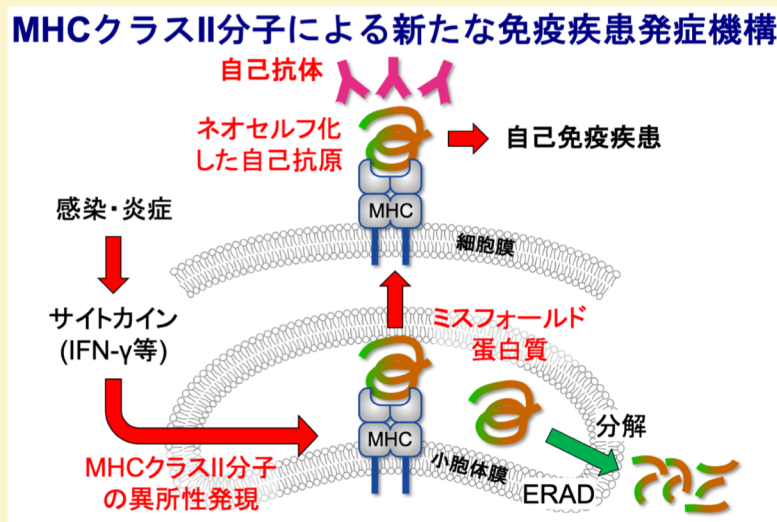 MHCクラスII分子による新たな免疫疾患発症機構
自己抗体
ネオセルフ化
した自己抗原
自己免疫疾患
MHC
感染・炎症
細胞膜
サイトカイン
(IFN-γ等)
ミスフォールド
蛋白質
MHC
分解
MHCクラスII分子
の異所性発現
小胞体膜
ERAD